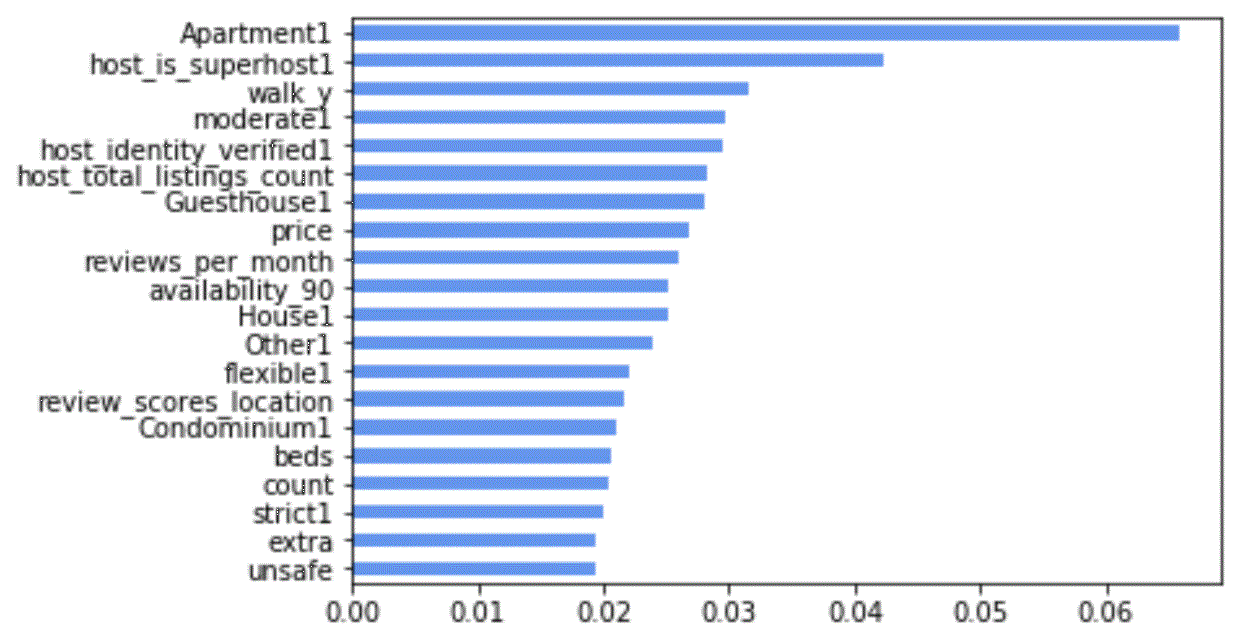 Apartment1
host_is_superhost1
walk_y
moderate1
host_identity_verified1
host_total_listings_count
Guesthouse1
price
reviews_per_month
availability_90
House1
Other1
flexible1
review_scores_location
Condominium1
beds
count
strict1
extra
unsafe
0.00 0.01 0.02 0.03 0.04 0.05 0.06